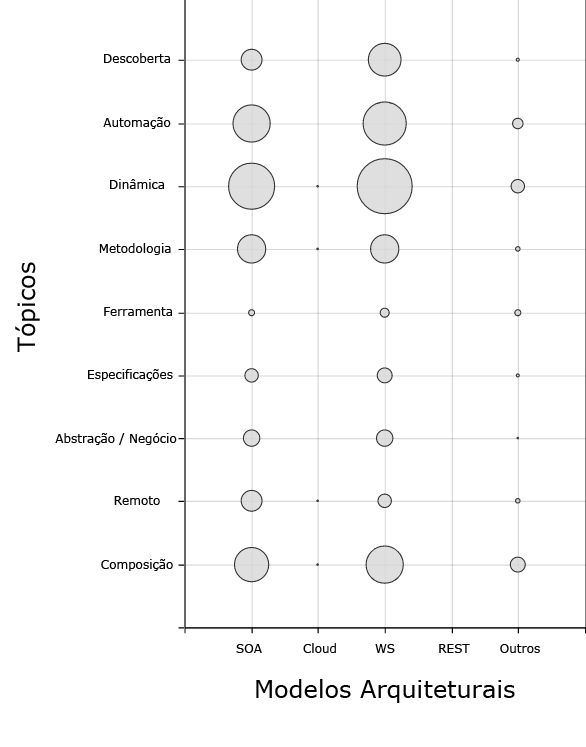 Descoberta
Automação
Dinâmica
Metodologia
Ferramenta
Especificações
Abstração / Negócio
Remoto
Composição
Tópicos
SOA Cloud WS REST Outros
Modelos Arquiteturais